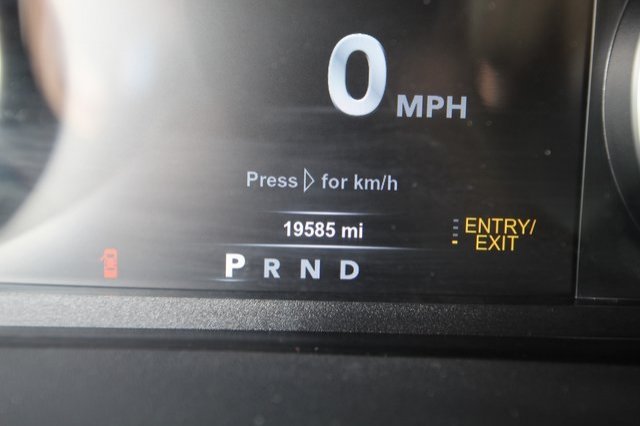 0 MPH
Press ▷ for km/h
19585 mi
ENTRY/
EXIT
P R N D